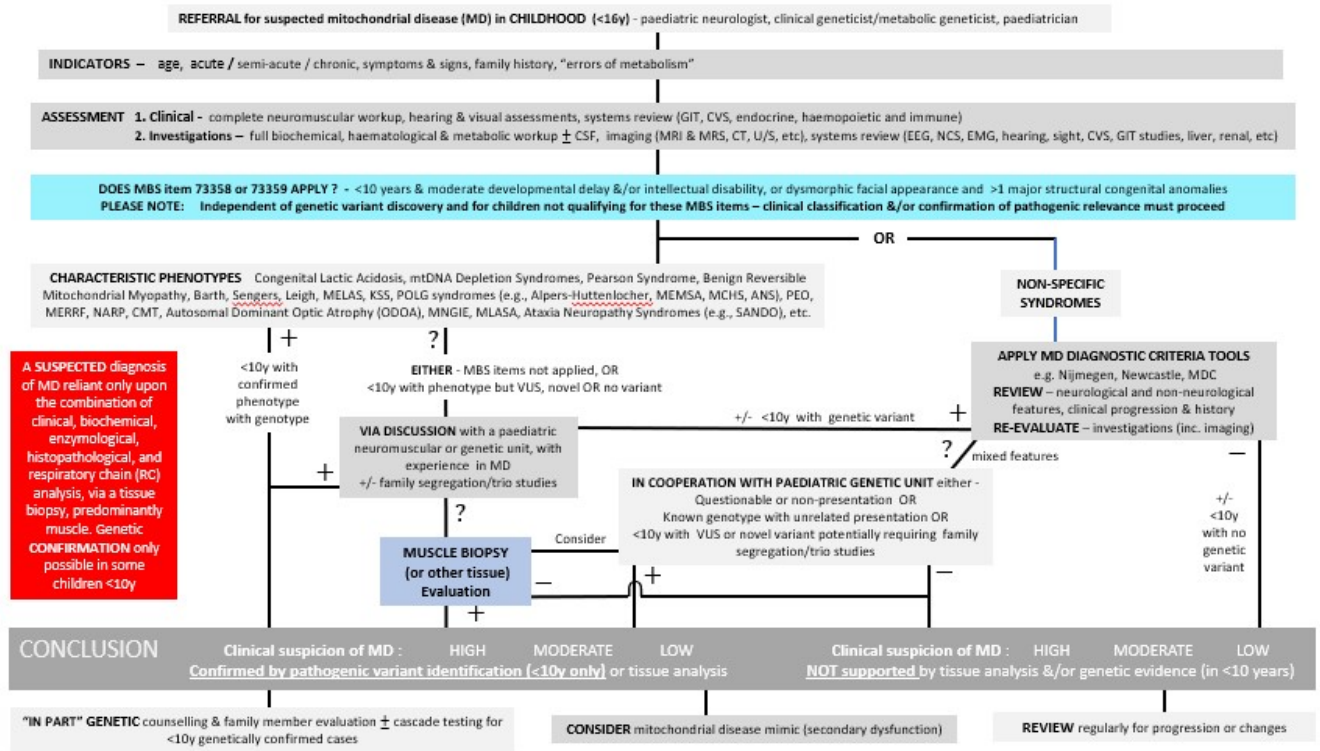 REFERRAL for suspected mitochondrial disease (MD) in CHILDHOOD (<16y) - paediatric neurologist, clinical geneticist/metabolic geneticist, paediatrician
INDICATORS – age, acute / semi-acute / chronic, symptoms & signs, family history, "errors of metabolism"
ASSESSMENT 1. Clinical - complete neuromuscular workup, hearing & visual assessments, systems review (GIT, CVS, endocrine, haemopoietic and immune)
2. Investigations – full biochemical, haematological & metabolic workup ± CSF, imaging (MRI & MRS, CT, U/S, etc), systems review (EEG, NCS, EMG, hearing, sight, CVS, GIT studies, liver, renal, etc)
DOES MBS item 73358 or 73359 APPLY ? - <10 years & moderate developmental delay &/or intellectual disability, or dysmorphic facial appearance and >1 major structural congenital anomalies
PLEASE NOTE: Independent of genetic variant discovery and for children not qualifying for these MBS items – clinical classification &/or confirmation of pathogenic relevance must proceed
OR
CHARACTERISTIC PHENOTYPES Congenital Lactic Acidosis, mtDNA Depletion Syndromes, Pearson Syndrome, Benign Reversible
Mitochondrial Myopathy, Barth, Sengers, Leigh, MELAS, KSS, POLG syndromes (e.g., Alpers-Huttenlocher, MEMSA, MCHS, ANS), PEO,
MERRF, NARP, CMT, Autosomal Dominant Optic Atrophy (ODOA), MNGIE, MLASA, Ataxia Neuropathy Syndromes (e.g., SANDO), etc.
NON-SPECIFIC
SYNDROMES
+
?
<10y with
confirmed
phenotype
with genotype
EITHER - MBS items not applied, OR
<10y with phenotype but VUS, novel OR no variant
A SUSPECTED diagnosis
of MD reliant only upon
the combination of
clinical, biochemical,
enzymological,
histopathological, and
respiratory chain (RC)
analysis, via a tissue
biopsy, predominantly
muscle. Genetic
CONFIRMATION only
possible in some
children <10y
APPLY MD DIAGNOSTIC CRITERIA TOOLS
e.g. Nijmegen, Newcastle, MDC
REVIEW – neurological and non-neurological
features, clinical progression & history
RE-EVALUATE – investigations (inc. imaging)
+/- <10y with genetic variant
+
VIA DISCUSSION with a paediatric
neuromuscular or genetic unit, with
experience in MD
+/- family segregation/trio studies
+
?
?
mixed features
–
IN COOPERATION WITH PAEDIATRIC GENETIC UNIT either -
Questionable or non-presentation OR
Known genotype with unrelated presentation OR
<10y with VUS or novel variant potentially requiring family
segregation/trio studies
+/-
<10y
with no
genetic
variant
Consider
MUSCLE BIOPSY
(or other tissue)
Evaluation
–
+
–
+
CONCLUSION
Clinical suspicion of MD : HIGH MODERATE LOW
Confirmed by pathogenic variant identification (<10y only) or tissue analysis
Clinical suspicion of MD : HIGH MODERATE LOW
NOT supported by tissue analysis &/or genetic evidence (in <10 years)
"IN PART" GENETIC counselling & family member evaluation ± cascade testing for
<10y genetically confirmed cases
CONSIDER mitochondrial disease mimic (secondary dysfunction)
REVIEW regularly for progression or changes